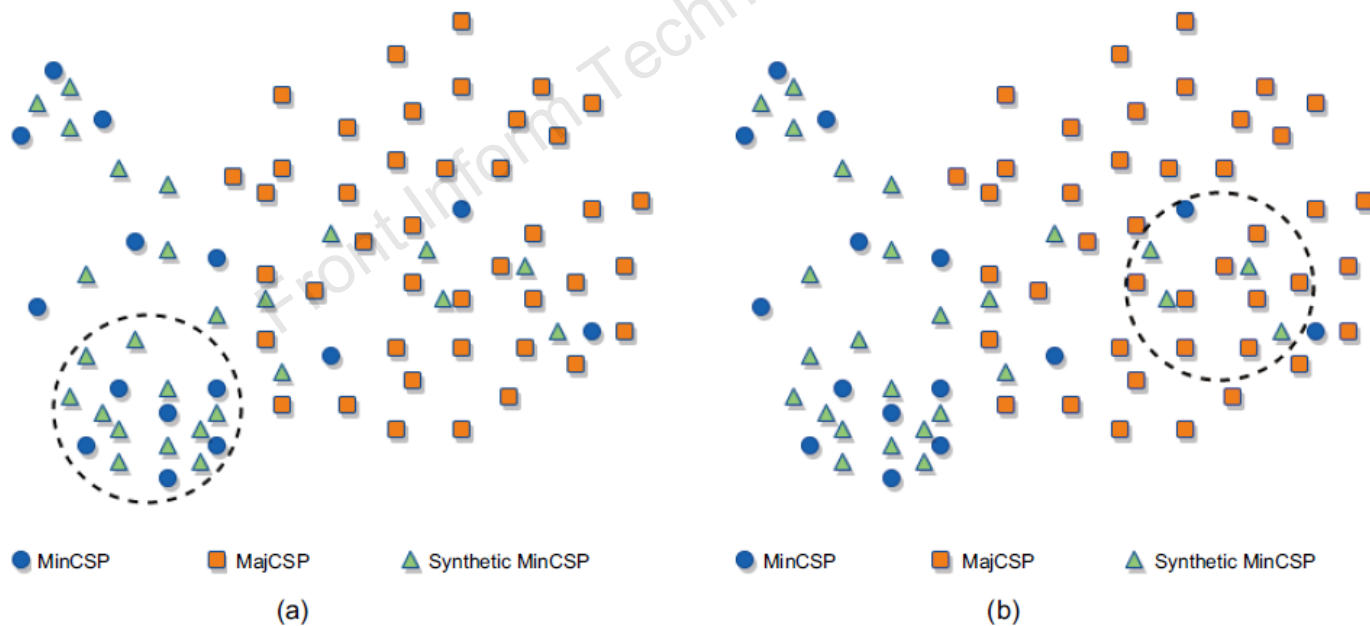 Front Inform Techn
MinCSP MajCSP Synthetic MinCSP MinCSP MajCSP Synthetic MinCSP
(a) (b)